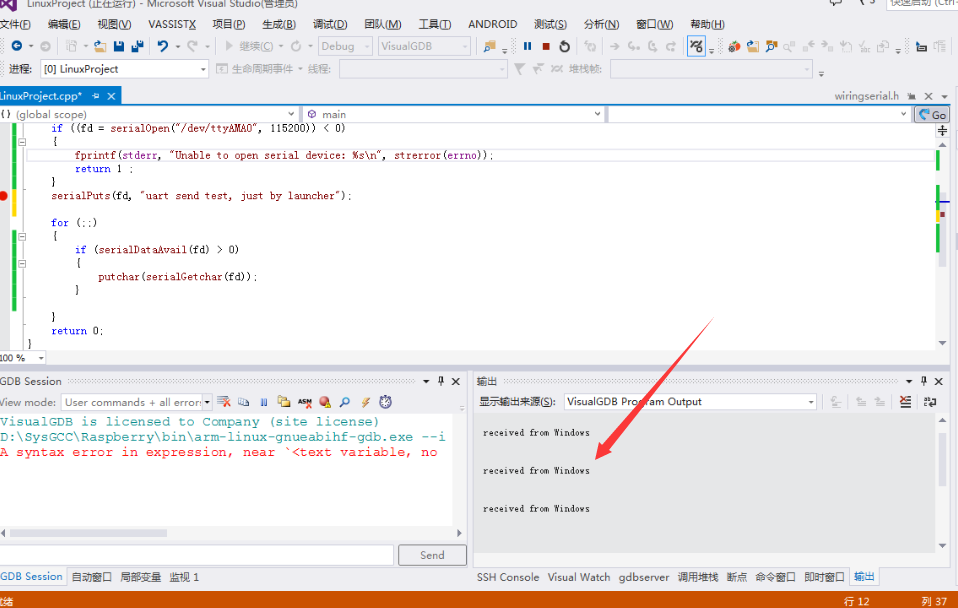 LinuxProject (正在运行) - Microsoft Visual Studio(管理员)
快速启动 (Ctrl+
文件(F) 编辑(E) 视图(V) VASSISTX 项目(P) 生成(B) 调试(D) 团队(M) 工具(T) ANDROID 测试(S) 分析(N) 窗口(W) 帮助(H)
继续(C) Debug VisualGDB
进程: [0] LinuxProject 生命周期事件 线程: 堆栈帧:
LinuxProject.cpp* wiringserial.h
{} (global scope) main Go
if ((fd = serialOpen("/dev/ttyAMA0", 115200)) < 0)
{
fprintf(stderr, "Unable to open serial device: %s\n", strerror(errno));
return 1 ;
}
serialPuts(fd, "uart send test, just by launcher");
for (;;)
{
if (serialDataAvail(fd) > 0)
{
putchar(serialGetchar(fd));
}
}
return 0;
}
100 %
GDB Session
View mode: User commands + all errors ASM
VisualGDB is licensed to Company (site license)
D:\SysGCC\Raspberry\bin\arm-linux-gnueabihf-gdb.exe --i
A syntax error in expression, near `<text variable, no
Send
GDB Session 自动窗口 局部变量 监视 1
输出
显示输出来源(S): VisualGDB Program Output
received from Windows
received from Windows
received from Windows
SSH Console Visual Watch gdbserver 调用堆栈 断点 命令窗口 即时窗口 输出
就绪 行 12 列 37